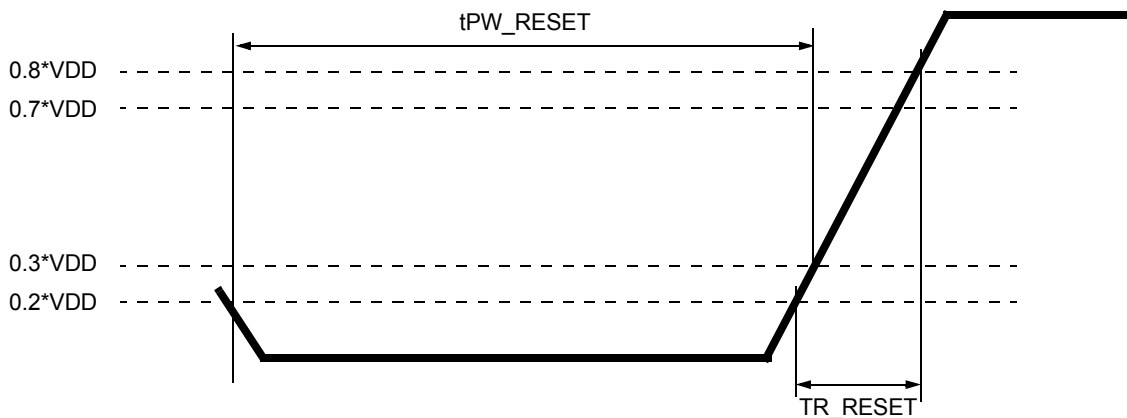 tPW_RESET
0.8*VDD
0.7*VDD
0.3*VDD
0.2*VDD
TR_RESET